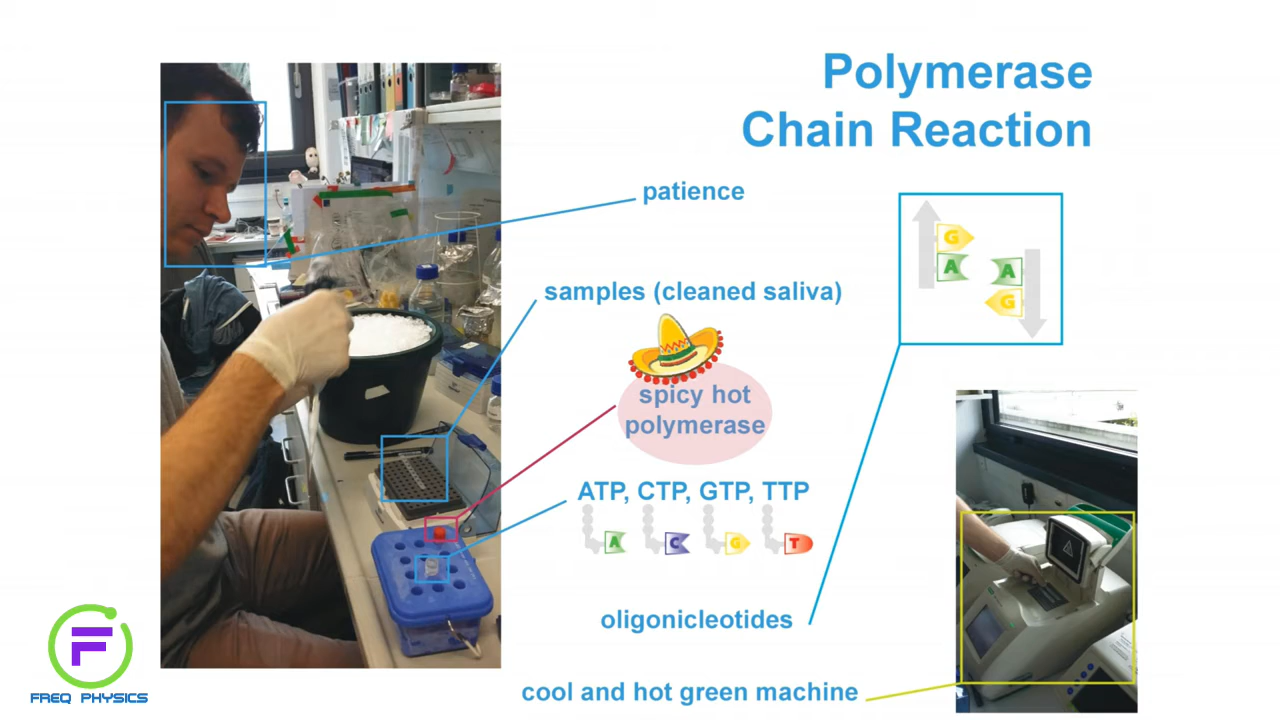 Polymerase
Chain Reaction
patience
G
A
A
G
samples (cleaned saliva)
spicy hot
polymerase
ATP, CTP, GTP, TTP
A C G T
oligonicleotides
cool and hot green machine
F
FREQ PHYSICS